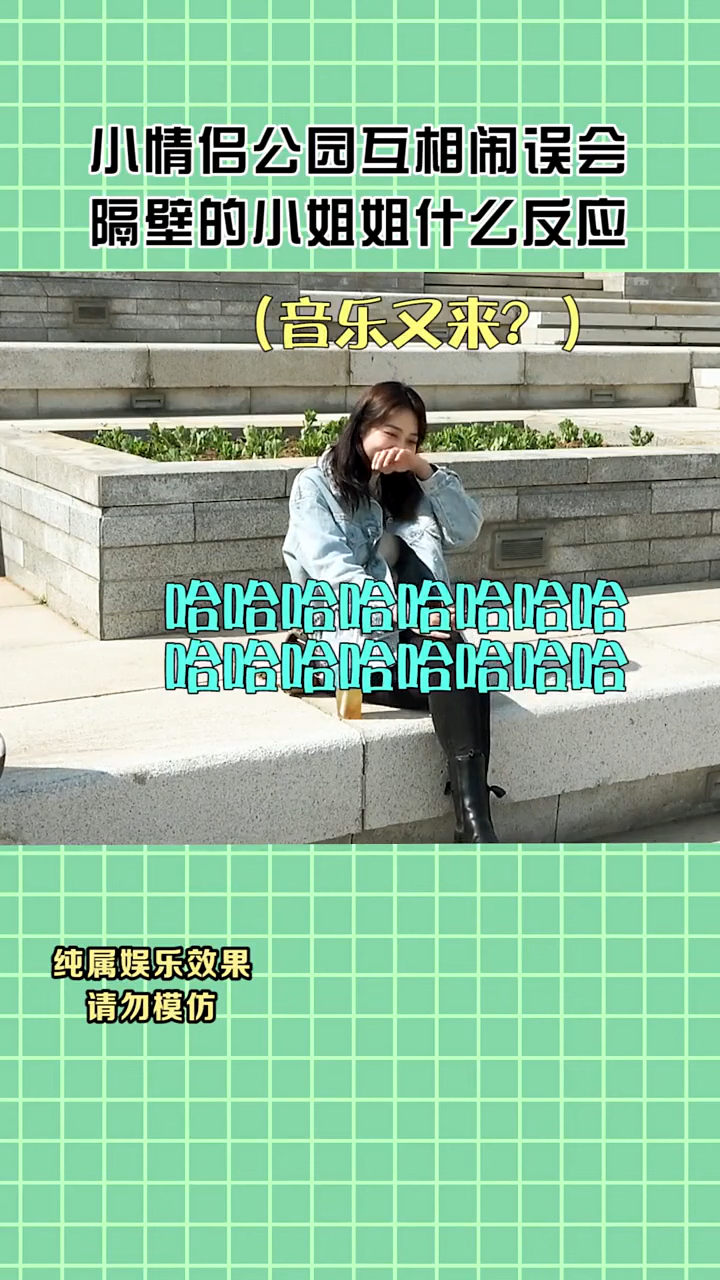 小情侣公园互相闹误会
隔壁的小姐姐什么反应
（音乐又来？）
哈哈哈哈哈哈哈哈
哈哈哈哈哈哈哈哈
纯属娱乐效果
请勿模仿